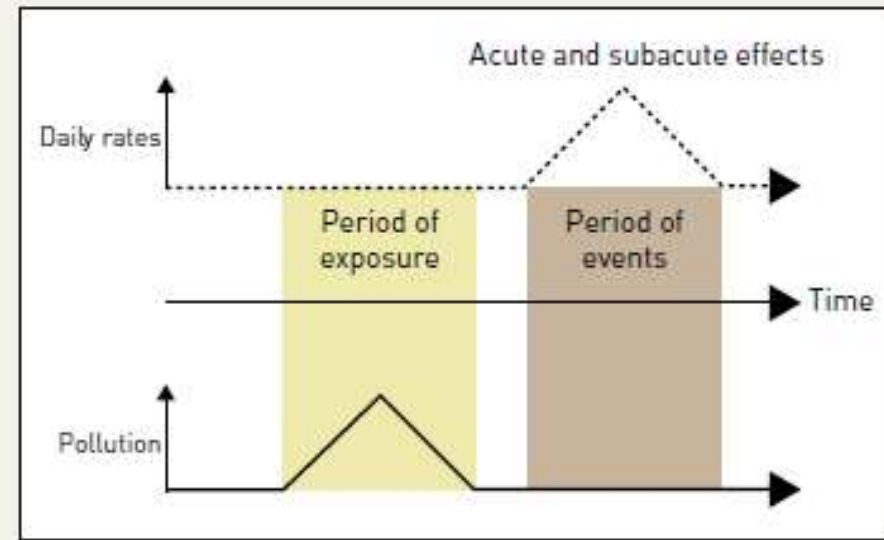 Acute and subacute effects
Daily rates
Period of
exposure
Period of
events
Time
Pollution